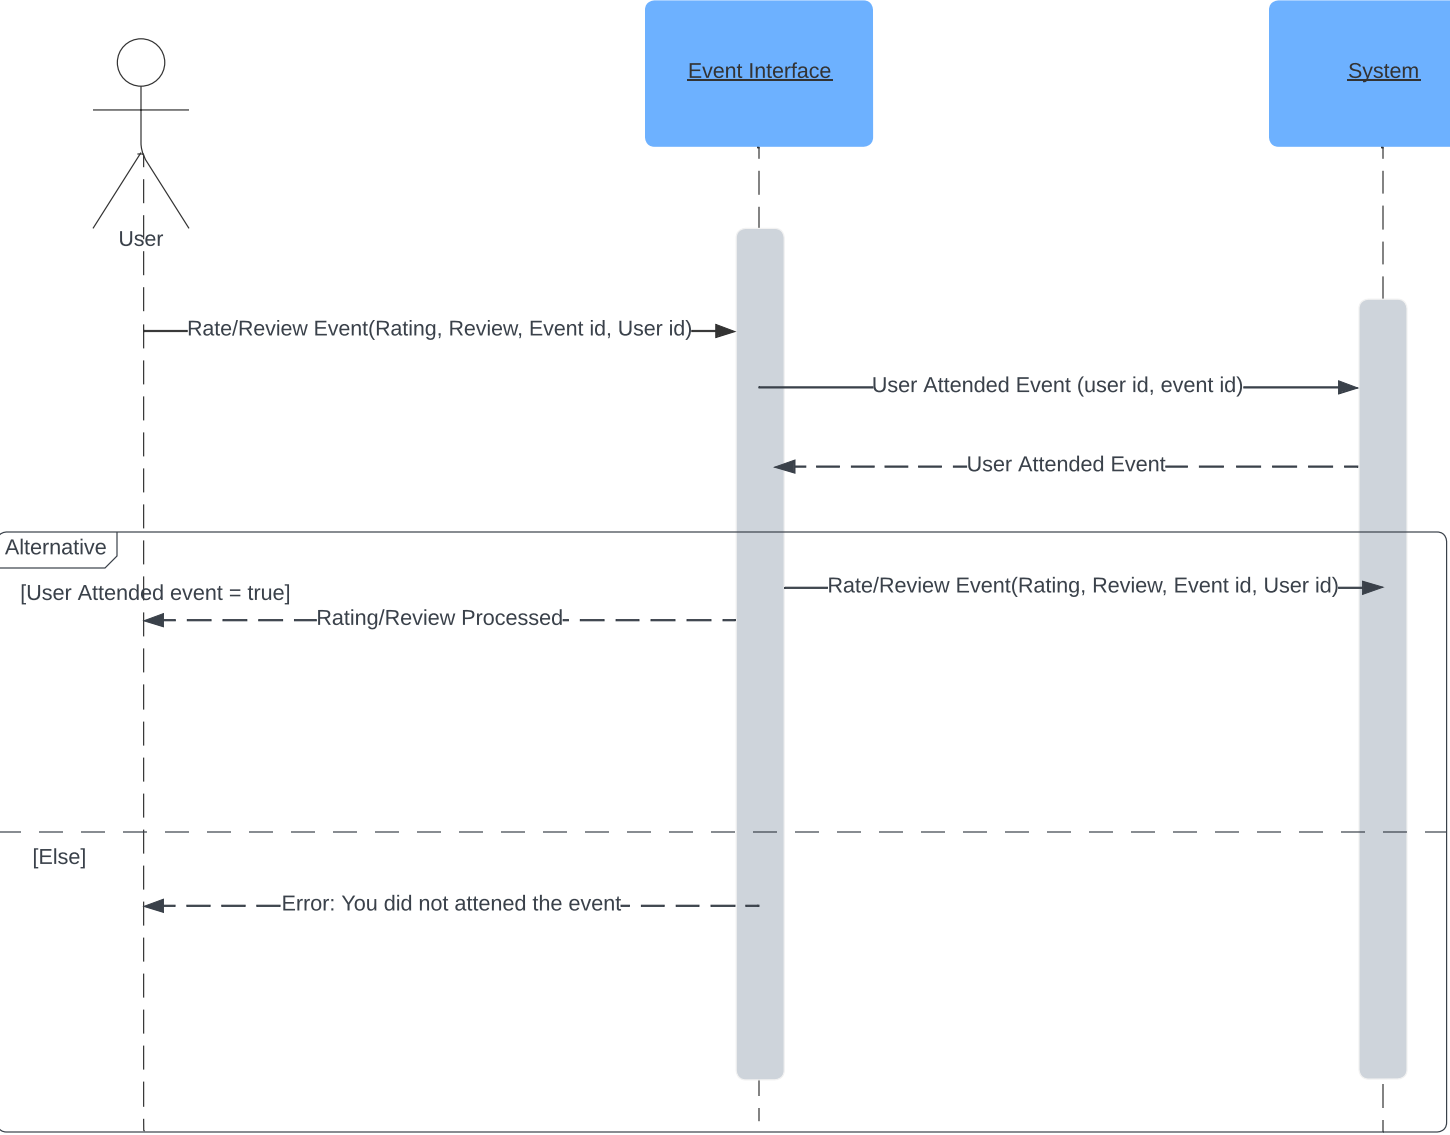 Event Interface
System
User
Rate/Review Event(Rating, Review, Event id, User id)
User Attended Event (user id, event id)
User Attended Event
Alternative
[User Attended event = true]
Rate/Review Event(Rating, Review, Event id, User id)
Rating/Review Processed
[Else]
Error: You did not attened the event